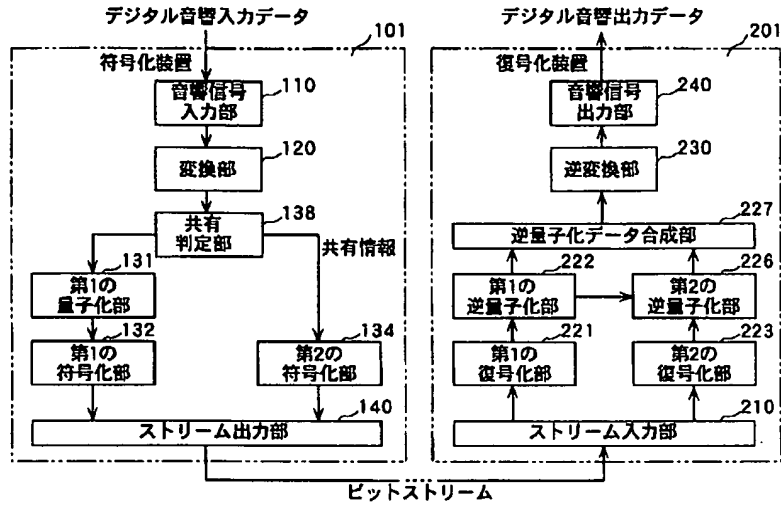 デジタル音響入力データ
101
符号化装置
110
音響信号
入力部
120
変換部
138
共有
判定部
共有情報
131
第1の
量子化部
132
第1の
符号化部
134
第2の
符号化部
140
ストリーム出力部
デジタル音響出力データ
201
復号化装置
240
音響信号
出力部
230
逆変換部
227
逆量子化データ合成部
222
第1の
逆量子化部
226
第2の
逆量子化部
221
第1の
復号化部
223
第2の
復号化部
210
ストリーム入力部
ビットストリーム